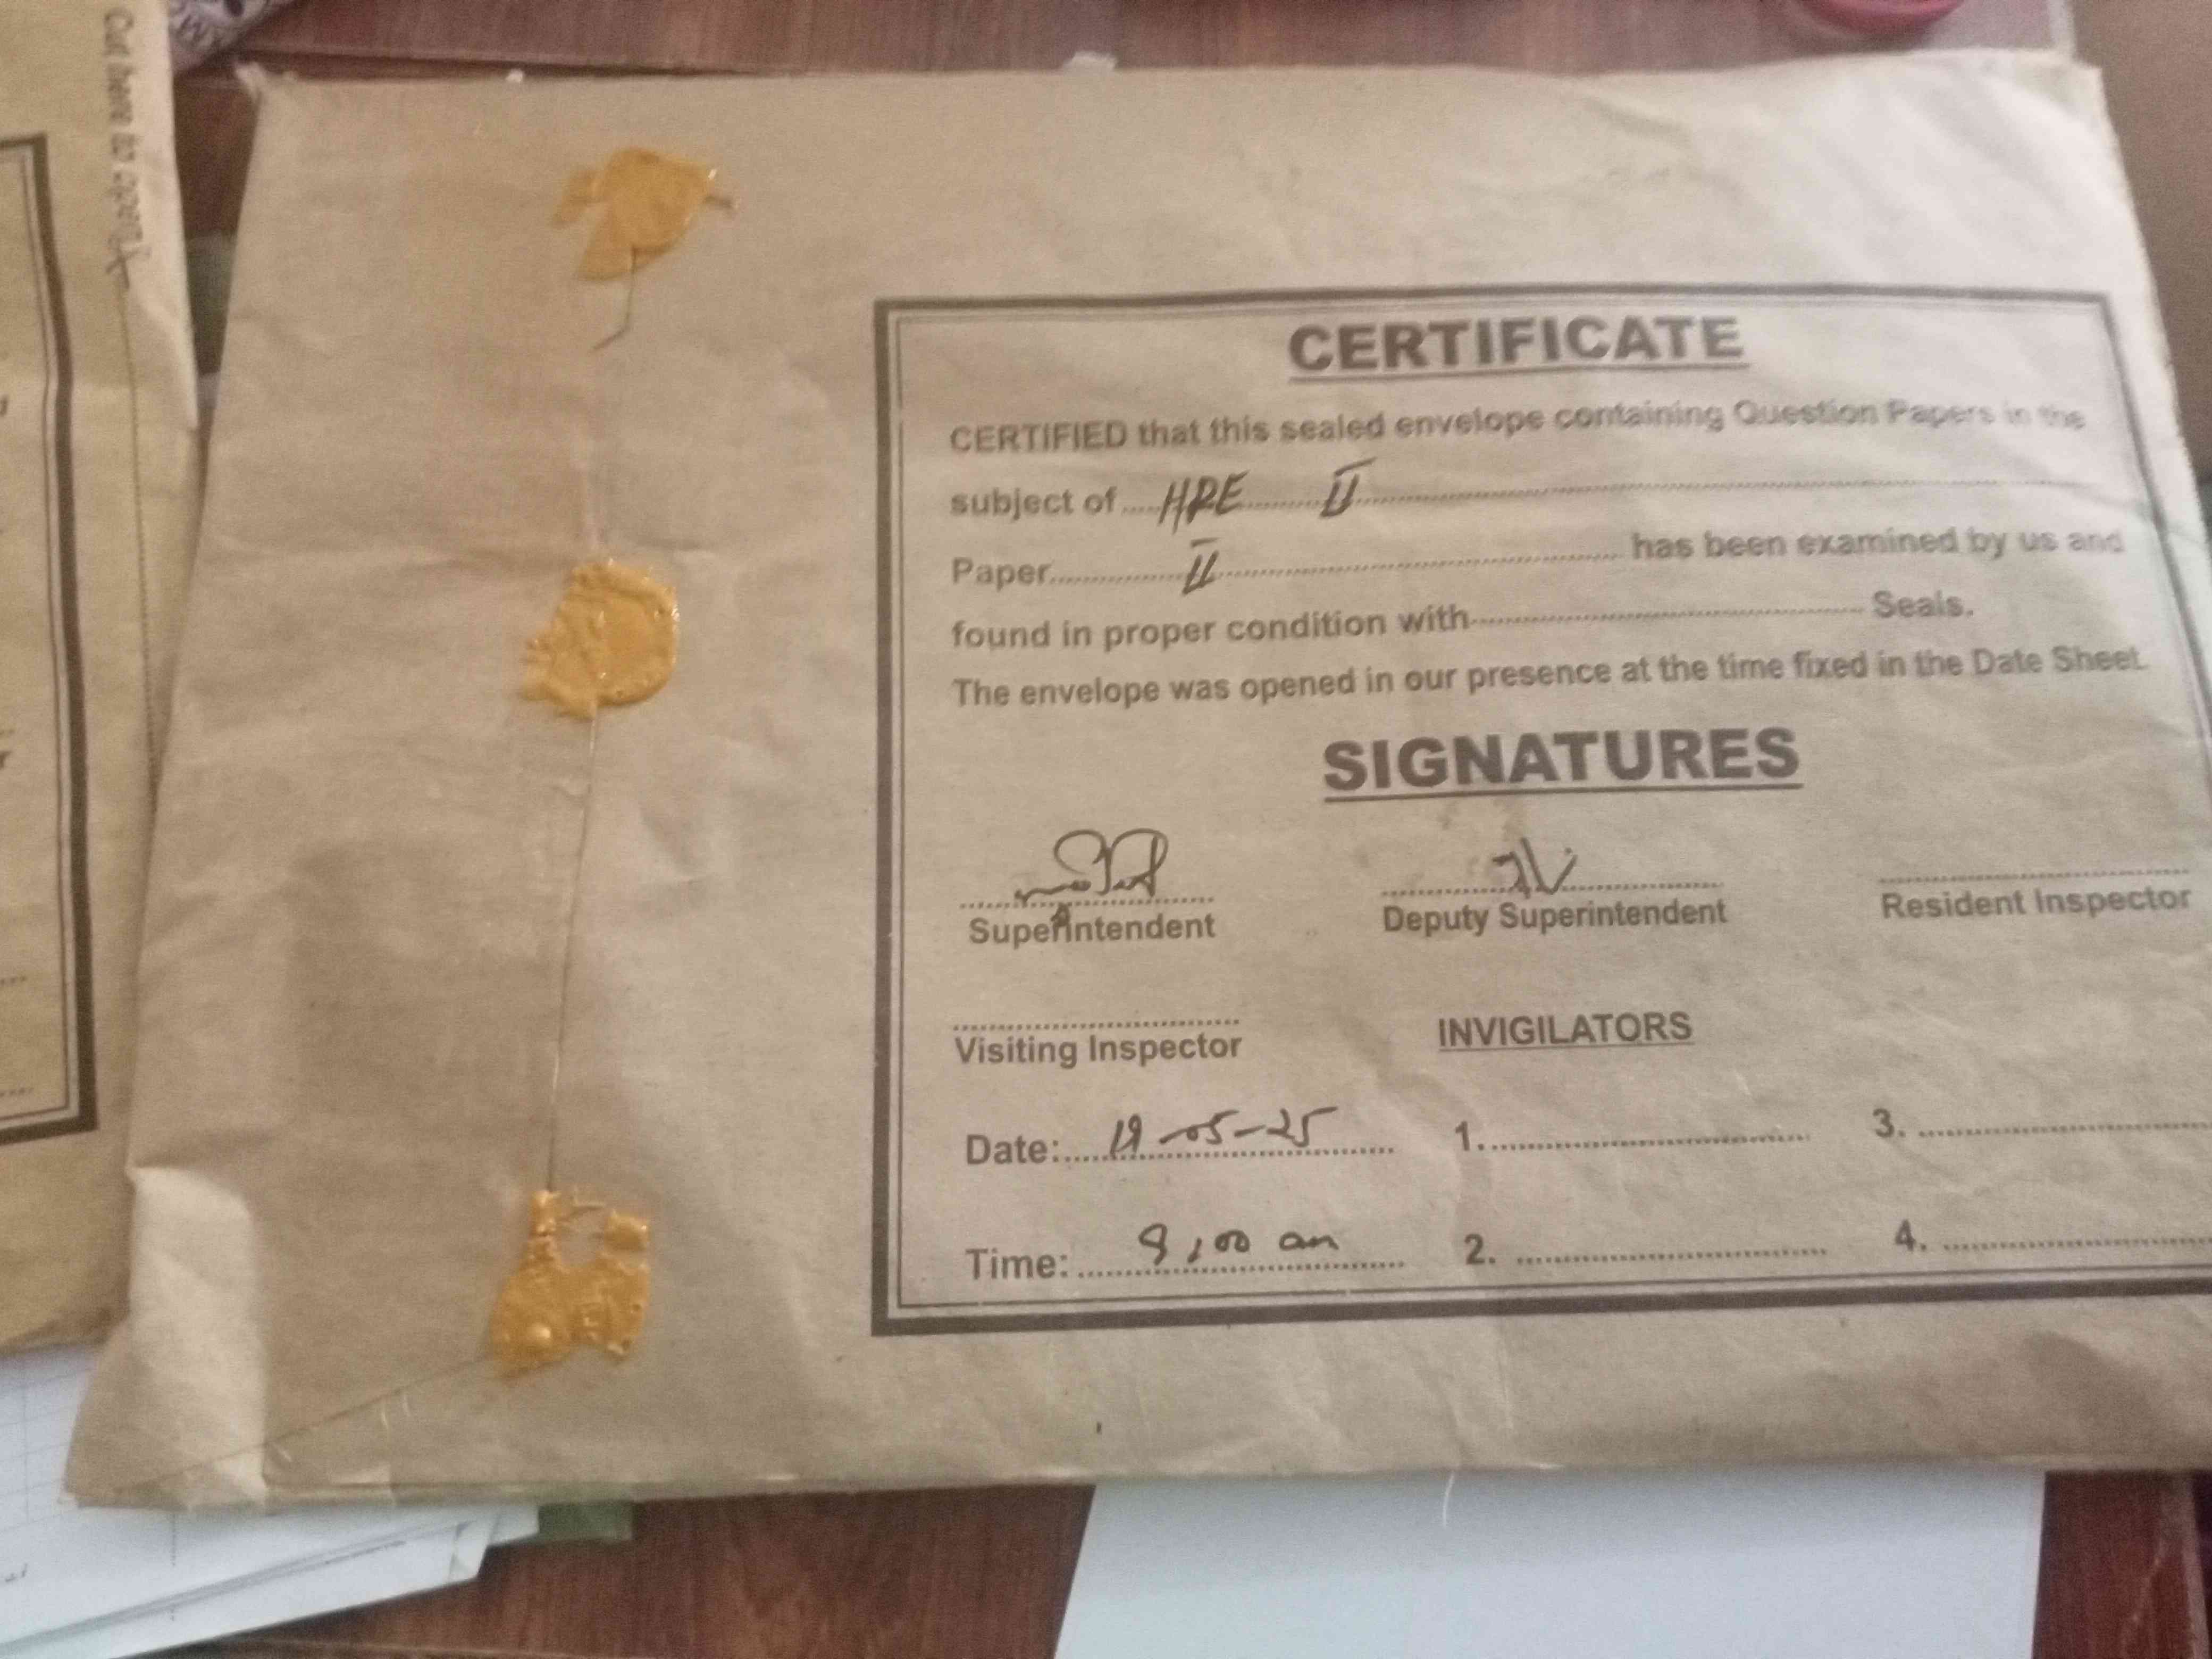 Cut here to open
CERTIFICATE
CERTIFIED that this sealed envelope containing Question Papers in the
subject of HRE II
Paper II has been examined by us and
found in proper condition with Seals.
The envelope was opened in our presence at the time fixed in the Date Sheet.
SIGNATURES
Superintendent Deputy Superintendent Resident Inspector
Visiting Inspector INVIGILATORS
Date: 19-05-25 1. 3.
Time: 9,00 am 2. 4.